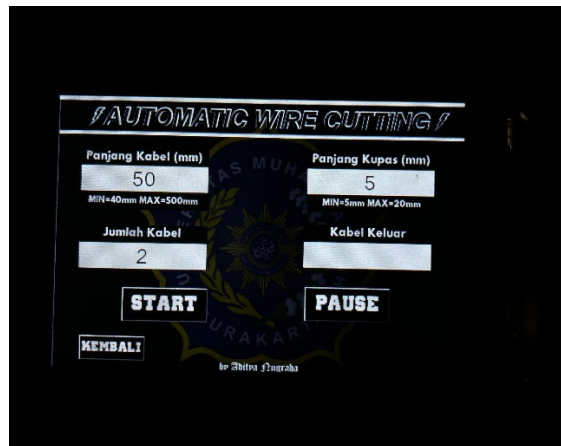 AUTOMATIC WIRE CUTTING
Panjang Kabel (mm)
50
MIN=40mm MAX=500mm
Panjang Kupas (mm)
5
MIN=5mm MAX=20mm
Jumlah Kabel
2
Kabel Keluar
START
PAUSE
KEMBALI
by Aditya Nugraha